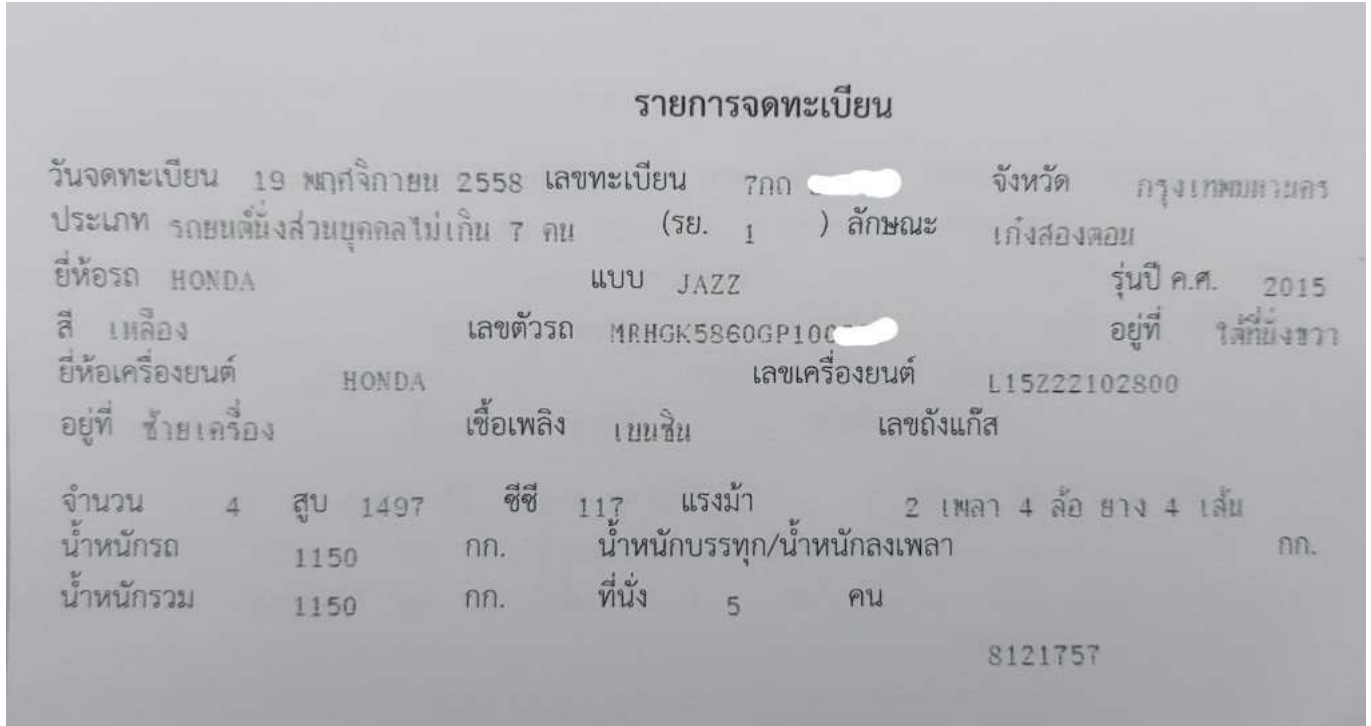 รายการจดทะเบียน
วันจดทะเบียน 19 พฤศจิกายน 2558 เลขทะเบียน 7กก จังหวัด กรุงเทพมหานคร
ประเภท รถยนต์นั่งส่วนบุคคลไม่เกิน 7 คน (รย. 1 ) ลักษณะ เก๋งสองตอน
ยี่ห้อรถ HONDA แบบ JAZZ รุ่นปี ค.ศ. 2015
สี เหลือง เลขตัวรถ MRHGK5860GP100 อยู่ที่ ใต้ที่นั่งขวา
ยี่ห้อเครื่องยนต์ HONDA เลขเครื่องยนต์ L15Z22102800
อยู่ที่ ซ้ายเครื่อง เชื้อเพลิง เบนซิน เลขถังแก๊ส
จำนวน 4 สูบ 1497 ซีซี 117 แรงม้า 2 เพลา 4 ล้อ ยาง 4 เส้น
น้ำหนักรถ 1150 กก. น้ำหนักบรรทุก/น้ำหนักลงเพลา กก.
น้ำหนักรวม 1150 กก. ที่นั่ง 5 คน
8121757